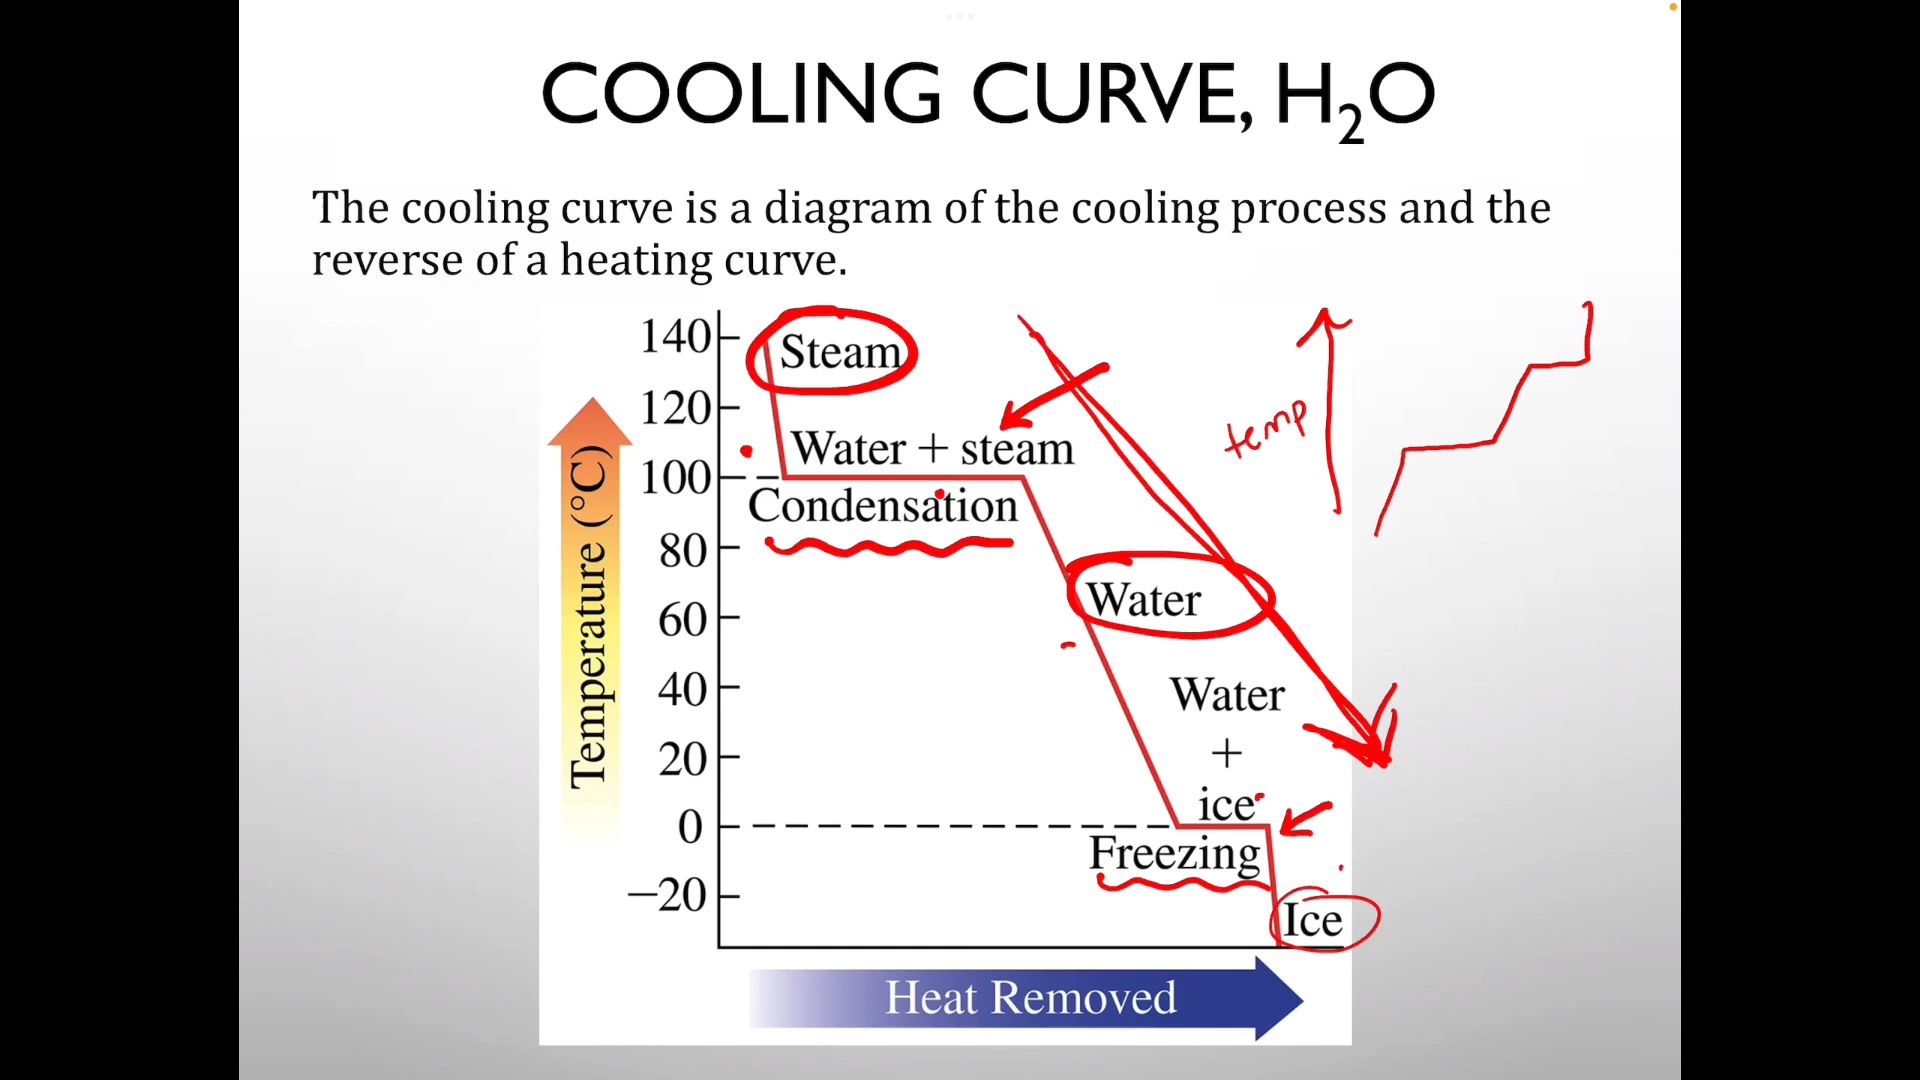 COOLING CURVE, H₂O
The cooling curve is a diagram of the cooling process and the
reverse of a heating curve.
140
120
100
80
60
40
20
0
−20
Temperature (°C)
Steam
Water + steam
Condensation
Water
Water
+
ice
Freezing
Ice
Heat Removed
temp